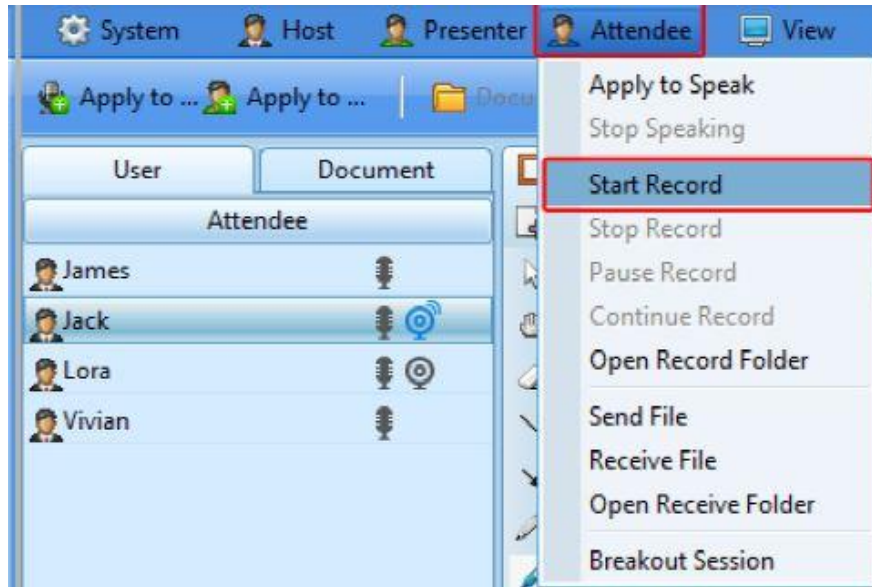 System Host Presenter Attendee View
Apply to ... Apply to ...
User Document
Attendee
James
Jack
Lora
Vivian
Apply to Speak
Stop Speaking
Start Record
Stop Record
Pause Record
Continue Record
Open Record Folder
Send File
Receive File
Open Receive Folder
Breakout Session